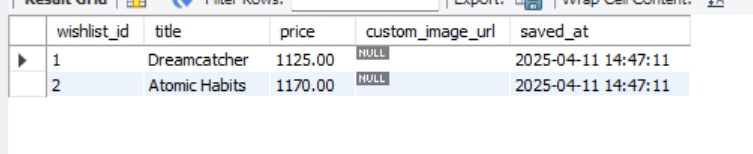 Result Grid Filter Rows: Export: Wrap Cell Content:
wishlist_id title price custom_image_url saved_at
1 Dreamcatcher 1125.00 NULL 2025-04-11 14:47:11
2 Atomic Habits 1170.00 NULL 2025-04-11 14:47:11